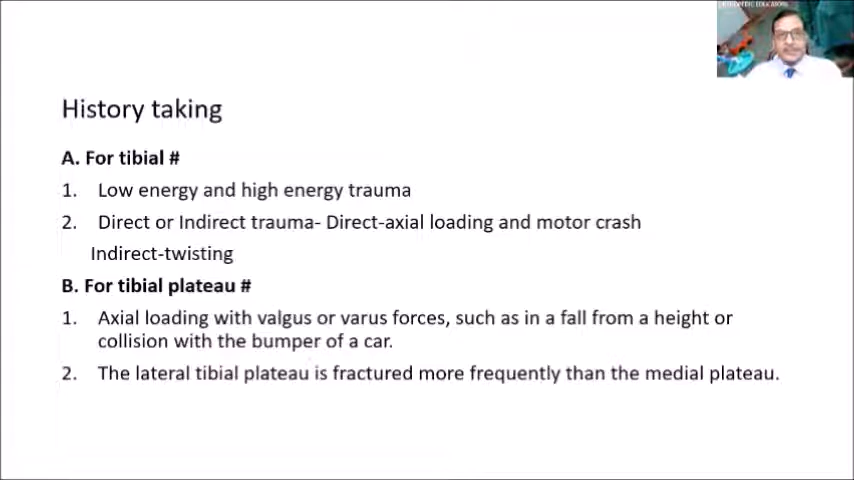 ORTHOPEDIC EDUCATORS
History taking
A. For tibial #
1. Low energy and high energy trauma
2. Direct or Indirect trauma- Direct-axial loading and motor crash
Indirect-twisting
B. For tibial plateau #
1. Axial loading with valgus or varus forces, such as in a fall from a height or
collision with the bumper of a car.
2. The lateral tibial plateau is fractured more frequently than the medial plateau.